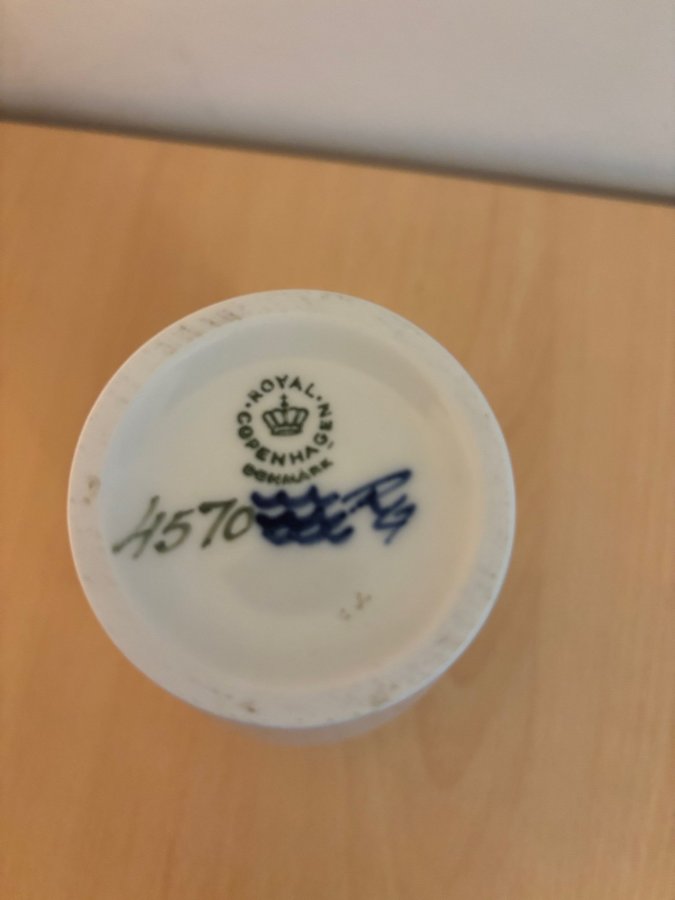 ROYAL
COPENHAGEN
DENMARK
4570